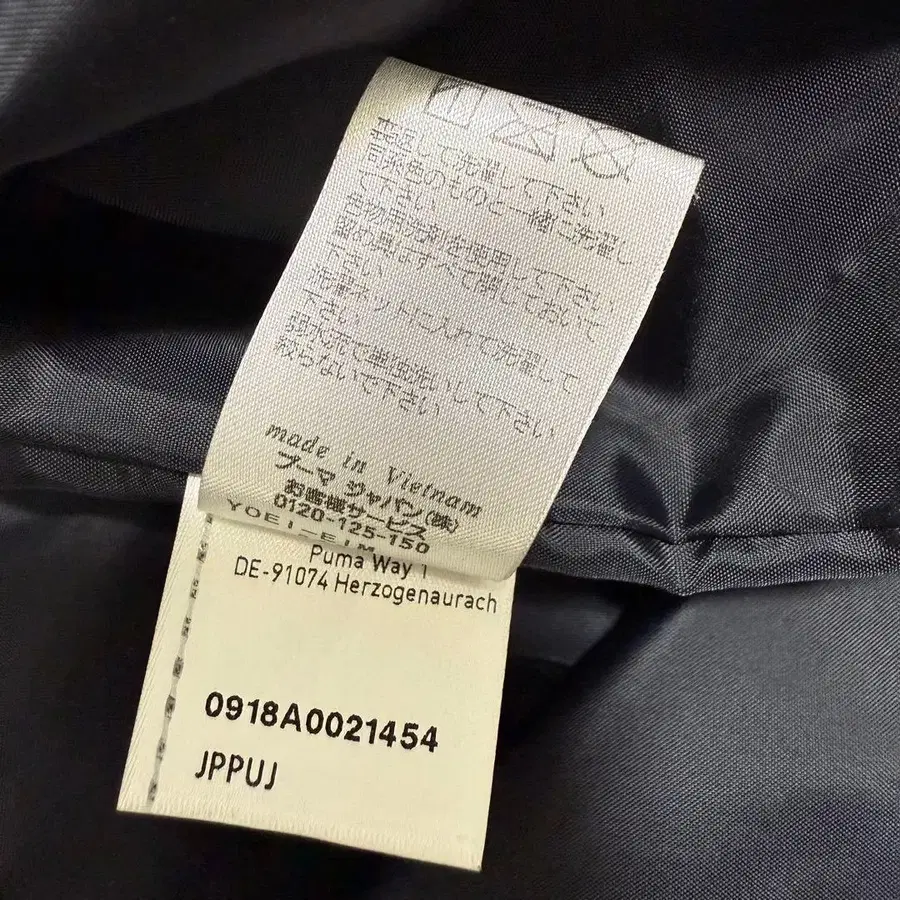 裏返して洗濯して下さい
同系色のものと一緒に洗濯し
て下さい
色物用洗剤を使用して下さい
留め具はすべて閉じておいて
下さい
洗濯ネットに入れて洗濯して
下さい。
弱水流で単独洗いして下さい
絞らないで下さい
made in Vietnam
プーマ ジャパン(株)
お客様サービス
0120-125-150
Puma Way 1
DE-91074 Herzogenaurach
0918A0021454
JPPUJ